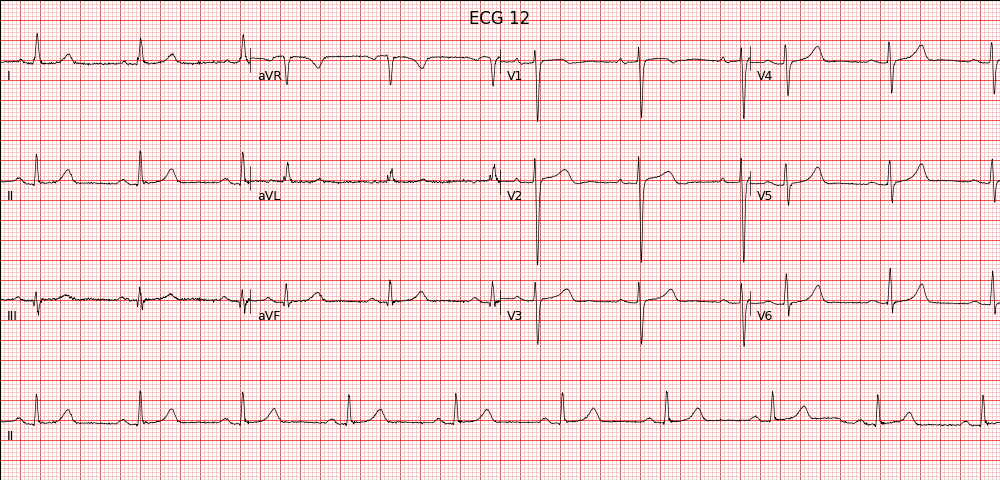 ECG 12
I aVR V1 V4
II aVL V2 V5
III aVF V3 V6
II